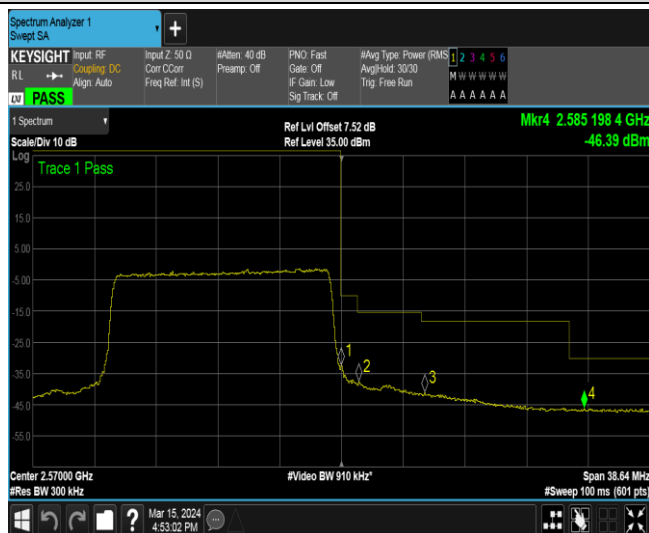 Spectrum Analyzer 1
Swept SA
KEYSIGHT
RL
LXI PASS
Input: RF
Coupling: DC
Align: Auto
Input Z: 50 Ω
Corr CCorr
Freq Ref: Int (S)
#Atten: 40 dB
Preamp: Off
PNO: Fast
Gate: Off
IF Gain: Low
Sig Track: Off
#Avg Type: Power (RMS
Avg|Hold: 30/30
Trig: Free Run
1 2 3 4 5 6
M W W W W W
A A A A A A
1 Spectrum
Scale/Div 10 dB
Ref Lvl Offset 7.52 dB
Ref Level 35.00 dBm
Mkr4 2.585 198 4 GHz
-46.39 dBm
Log
Trace 1 Pass
25.0
15.0
5.00
-5.00
-15.0
-25.0
-35.0
-45.0
-55.0
1
2
3
4
Center 2.57000 GHz
#Res BW 300 kHz
#Video BW 910 kHz*
Span 38.64 MHz
#Sweep 100 ms (601 pts)
?
Mar 15, 2024
4:53:02 PM